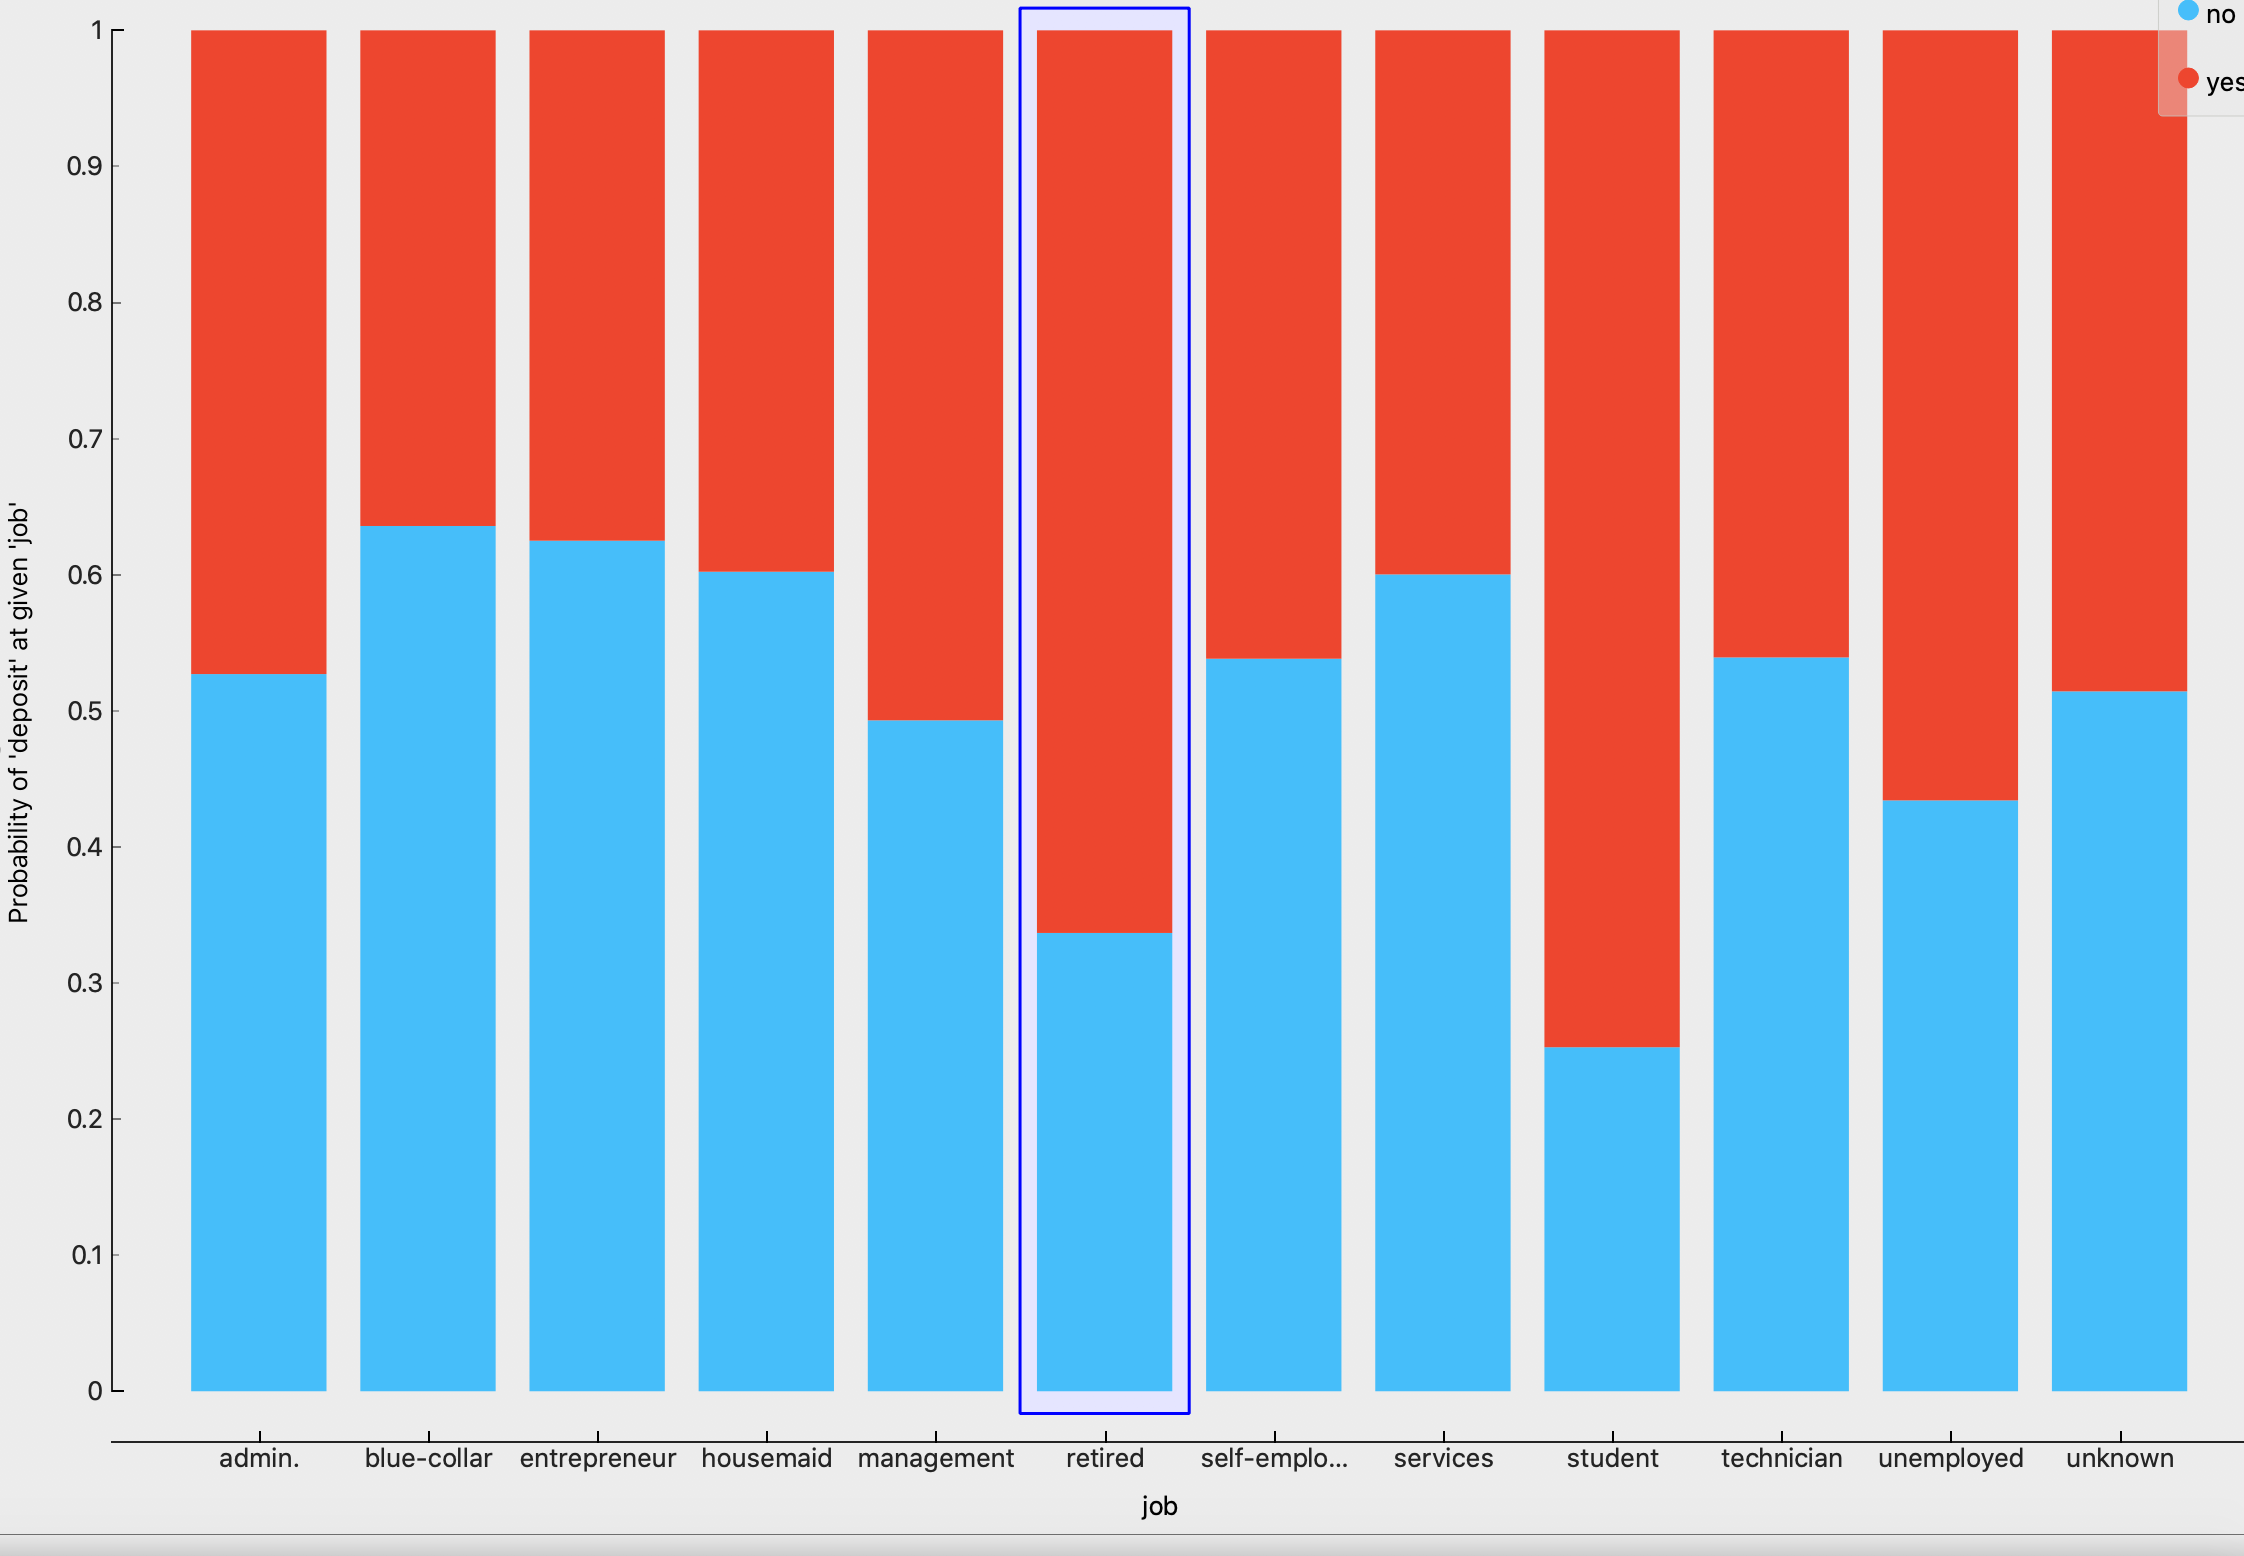 no
yes
1
0.9
0.8
0.7
0.6
0.5
0.4
0.3
0.2
0.1
0
Probability of 'deposit' at given 'job'
admin. blue-collar entrepreneur housemaid management retired self-emplo... services student technician unemployed unknown
job